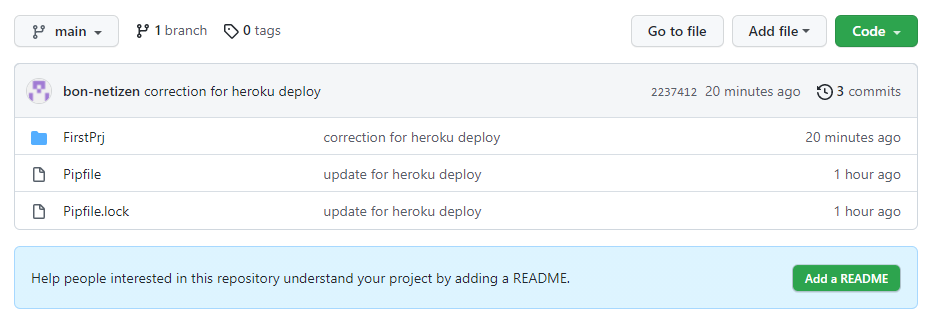 main 1 branch 0 tags Go to file Add file Code
bon-netizen correction for heroku deploy 2237412 20 minutes ago 3 commits
FirstPrj correction for heroku deploy 20 minutes ago
Pipfile update for heroku deploy 1 hour ago
Pipfile.lock update for heroku deploy 1 hour ago
Help people interested in this repository understand your project by adding a README. Add a README